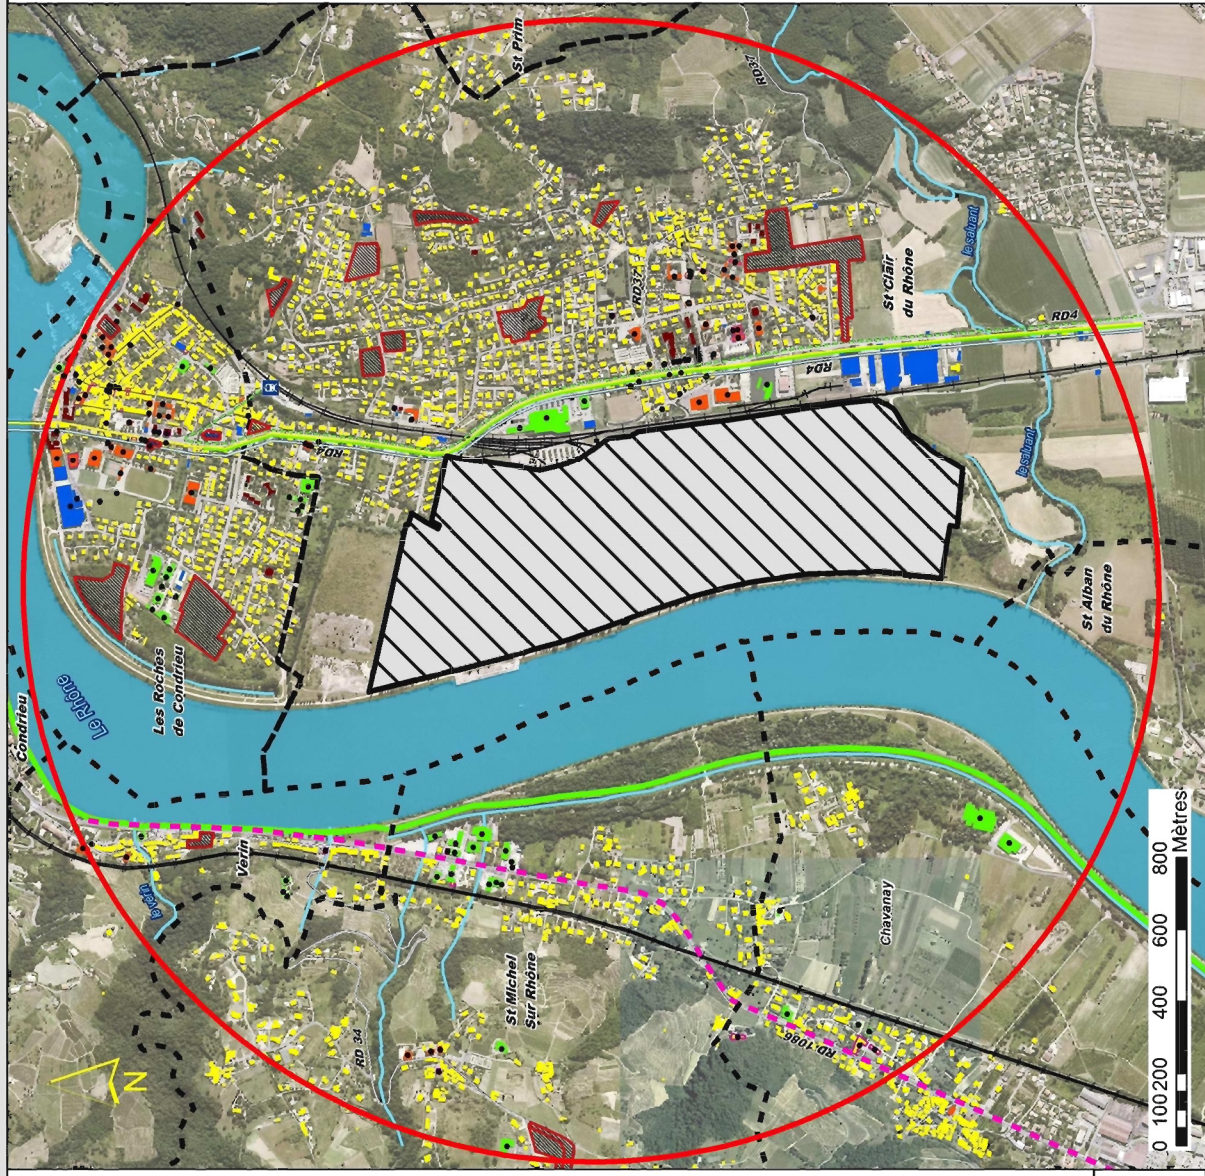 St Prim
RD37
Condrieu
Le Rhône
Les Roches
de Condrieu
RD4
RD37
St Clair
du Rhône
le saluant
RD4
RD4
le saluant
St Alban
du Rhône
le vérin
Vérin
RD 34
St Michel
Sur Rhône
Chavanay
RD 1086
N
0 100 200 400 600 800
Mètres